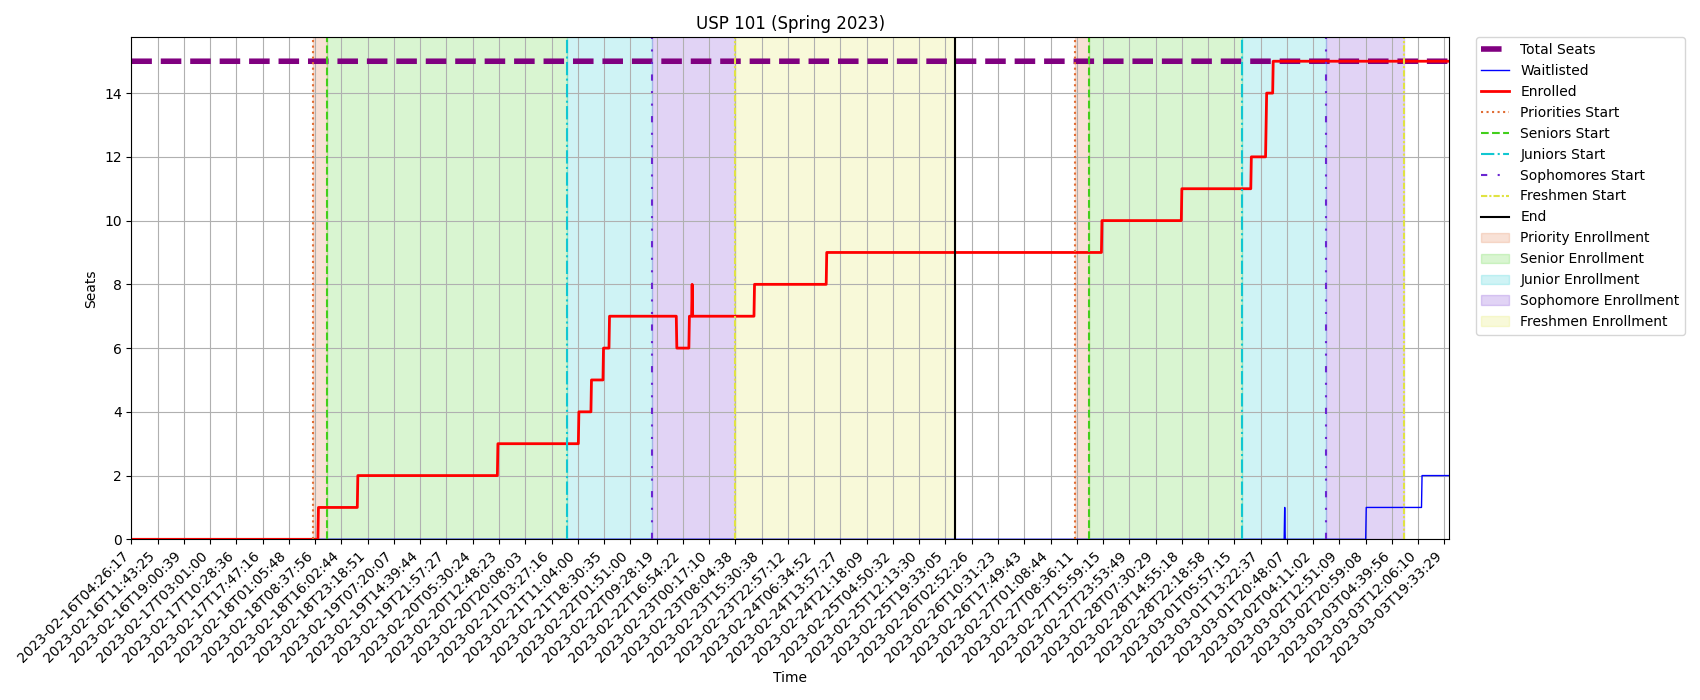 USP 101 (Spring 2023)
Total Seats
Waitlisted
Enrolled
Priorities Start
Seniors Start
Juniors Start
Sophomores Start
Freshmen Start
End
Priority Enrollment
Senior Enrollment
Junior Enrollment
Sophomore Enrollment
Freshmen Enrollment
Seats
14
12
10
8
6
4
2
0
2023-02-16T04:26:17
2023-02-16T11:43:25
2023-02-16T19:00:39
2023-02-17T03:01:00
2023-02-17T10:28:36
2023-02-17T17:47:16
2023-02-18T01:05:48
2023-02-18T08:37:56
2023-02-18T16:02:44
2023-02-18T23:18:51
2023-02-19T07:20:07
2023-02-19T14:39:44
2023-02-19T21:57:27
2023-02-20T05:30:24
2023-02-20T12:48:23
2023-02-20T20:08:03
2023-02-21T03:27:16
2023-02-21T11:04:00
2023-02-21T18:30:35
2023-02-22T01:51:00
2023-02-22T09:28:19
2023-02-22T16:54:22
2023-02-23T00:17:10
2023-02-23T08:04:38
2023-02-23T15:30:38
2023-02-23T22:57:12
2023-02-24T06:34:52
2023-02-24T13:57:27
2023-02-24T21:18:09
2023-02-25T04:50:32
2023-02-25T12:13:30
2023-02-25T19:33:05
2023-02-26T02:52:26
2023-02-26T10:31:23
2023-02-26T17:49:43
2023-02-27T01:08:44
2023-02-27T08:36:11
2023-02-27T15:59:15
2023-02-27T23:53:49
2023-02-28T07:30:29
2023-02-28T14:55:18
2023-02-28T22:18:58
2023-03-01T05:57:15
2023-03-01T13:22:37
2023-03-01T20:48:07
2023-03-02T04:11:02
2023-03-02T12:51:09
2023-03-02T20:59:08
2023-03-03T04:39:56
2023-03-03T12:06:10
2023-03-03T19:33:29
Time